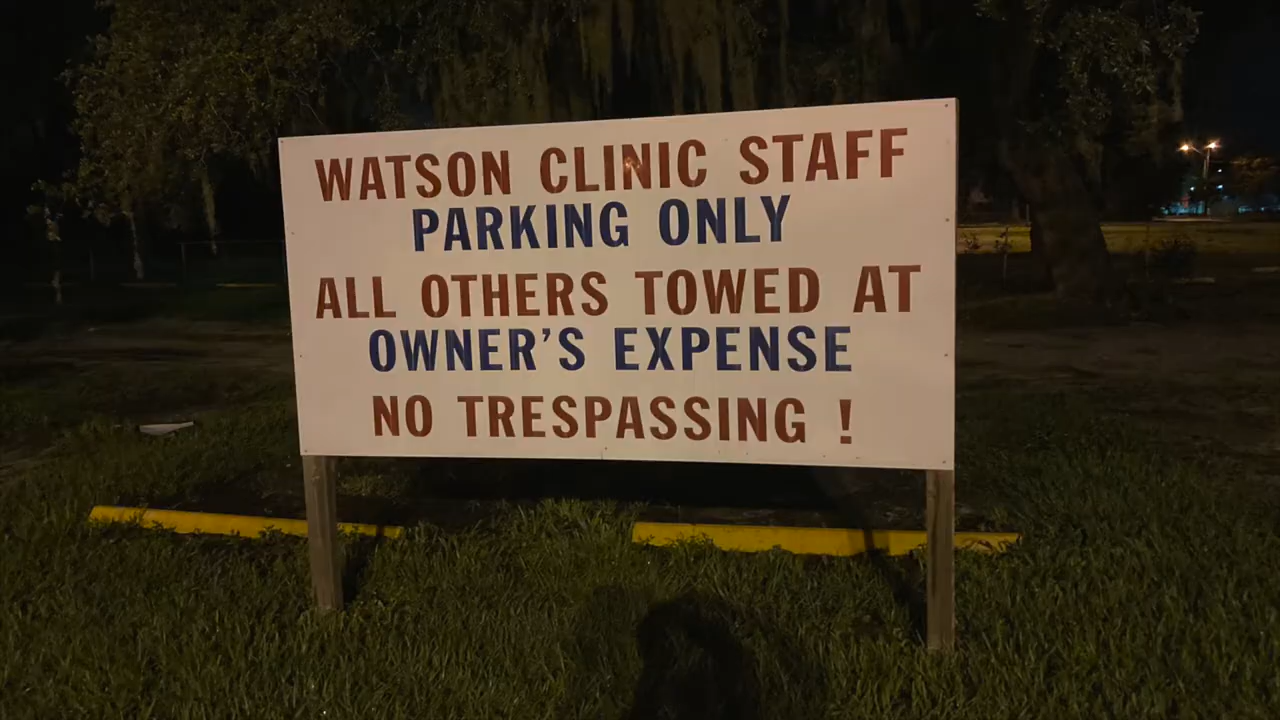 WATSON CLINIC STAFF
PARKING ONLY
ALL OTHERS TOWED AT
OWNER'S EXPENSE
NO TRESPASSING !